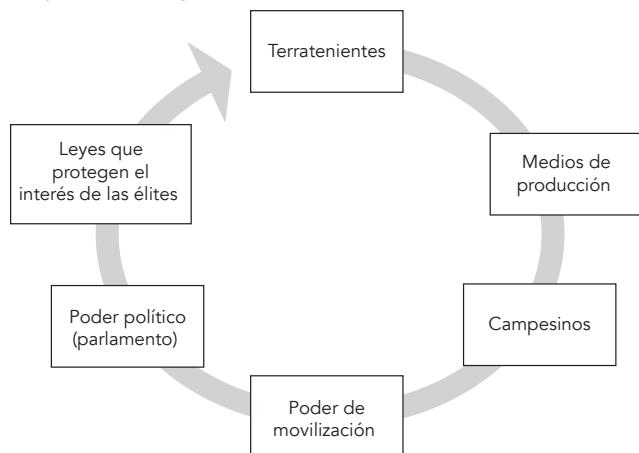 Terratenientes
Medios de
producción
Campesinos
Poder de
movilización
Poder político
(parlamento)
Leyes que
protegen el
interés de las élites